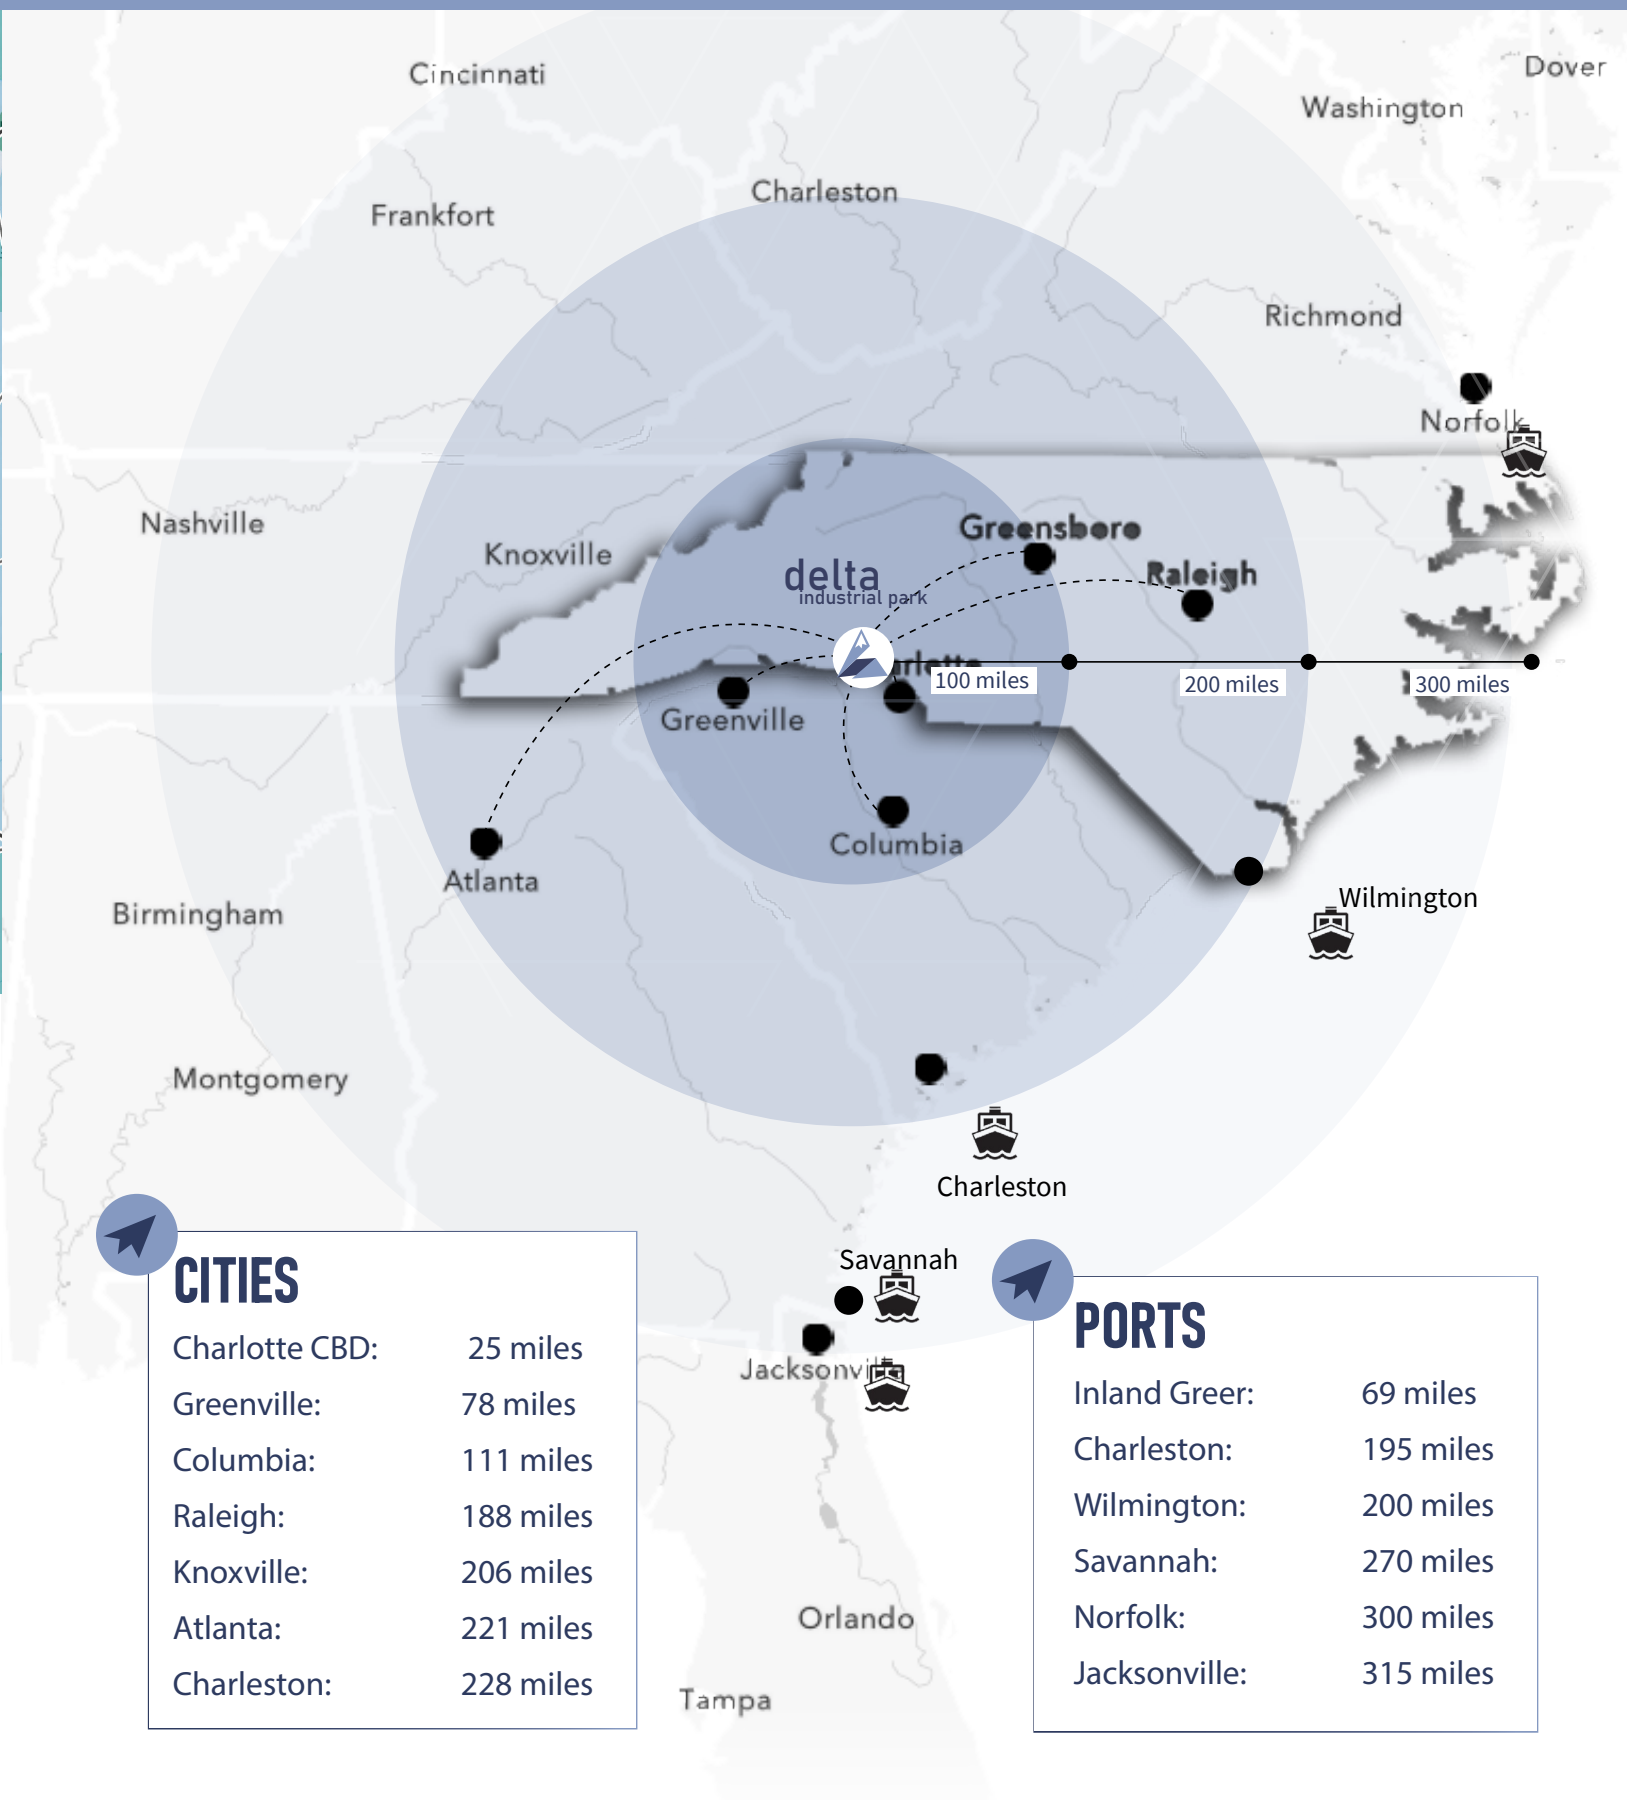 Cincinnati
Dover
Washington
Charleston
Frankfort
Richmond
Norfolk
Nashville
Knoxville
Greensboro
delta
industrial park
Raleigh
100 miles
200 miles
300 miles
Greenville
Columbia
Atlanta
Birmingham
Wilmington
Montgomery
Charleston
Savannah
CITIES
Charlotte CBD: 25 miles
Greenville: 78 miles
Columbia: 111 miles
Raleigh: 188 miles
Knoxville: 206 miles
Atlanta: 221 miles
Charleston: 228 miles
PORTS
Inland Greer: 69 miles
Charleston: 195 miles
Wilmington: 200 miles
Savannah: 270 miles
Norfolk: 300 miles
Jacksonville: 315 miles
Jacksonville
Orlando
Tampa